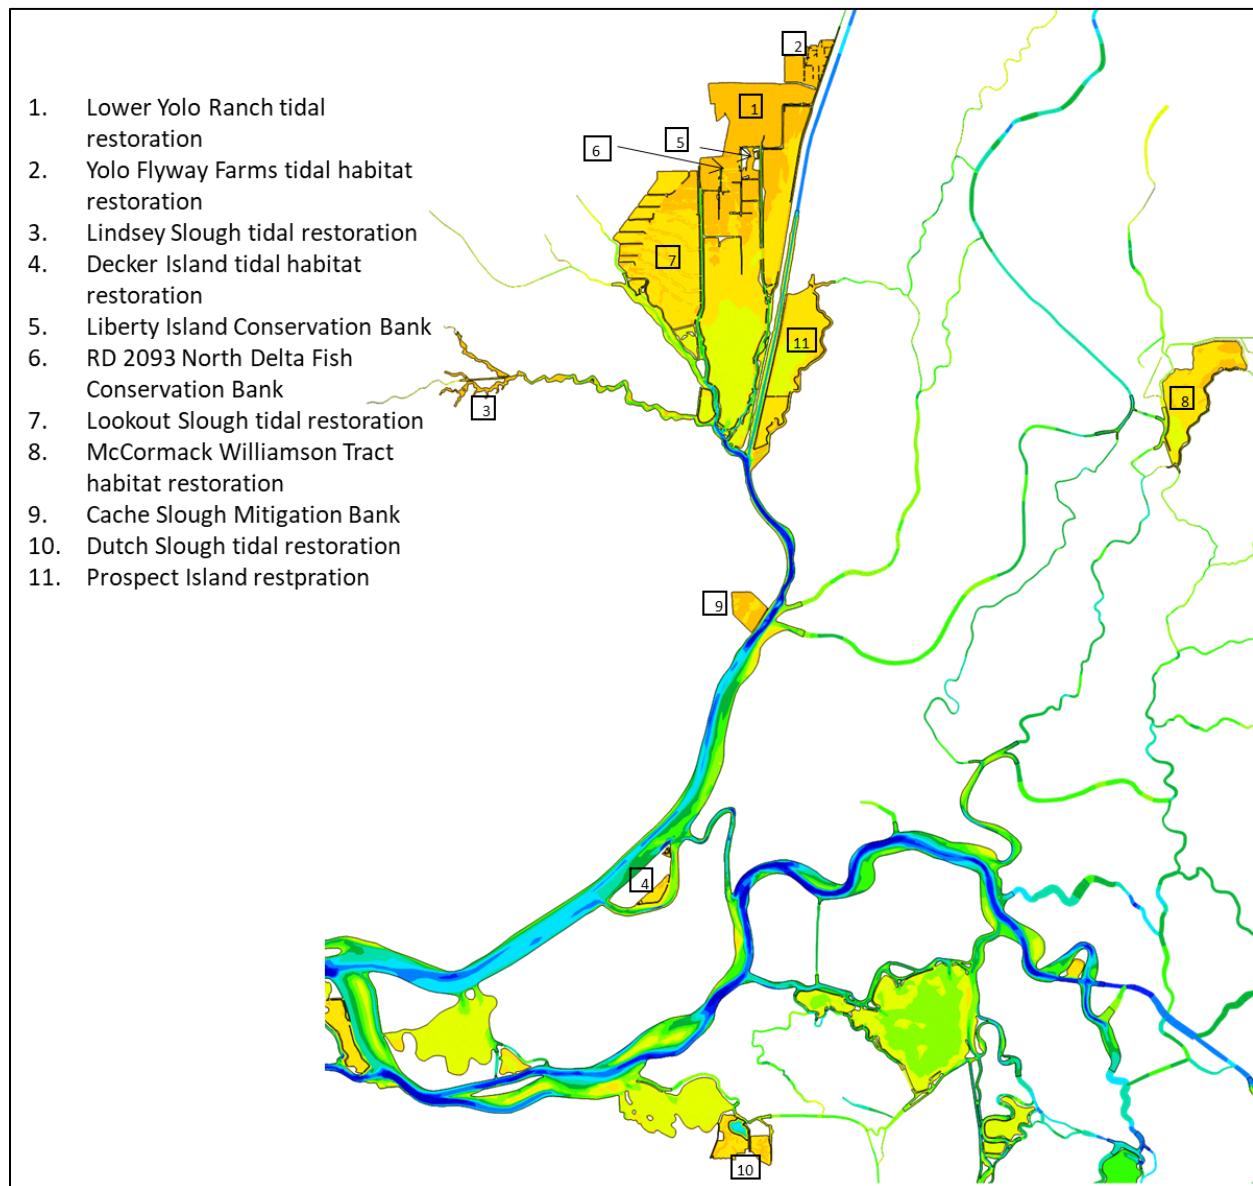 1. Lower Yolo Ranch tidal
restoration
2. Yolo Flyway Farms tidal habitat
restoration
3. Lindsey Slough tidal restoration
4. Decker Island tidal habitat
restoration
5. Liberty Island Conservation Bank
6. RD 2093 North Delta Fish
Conservation Bank
7. Lookout Slough tidal restoration
8. McCormack Williamson Tract
habitat restoration
9. Cache Slough Mitigation Bank
10. Dutch Slough tidal restoration
11. Prospect Island restpration
2
1
5
6
7
11
3
8
9
4
10